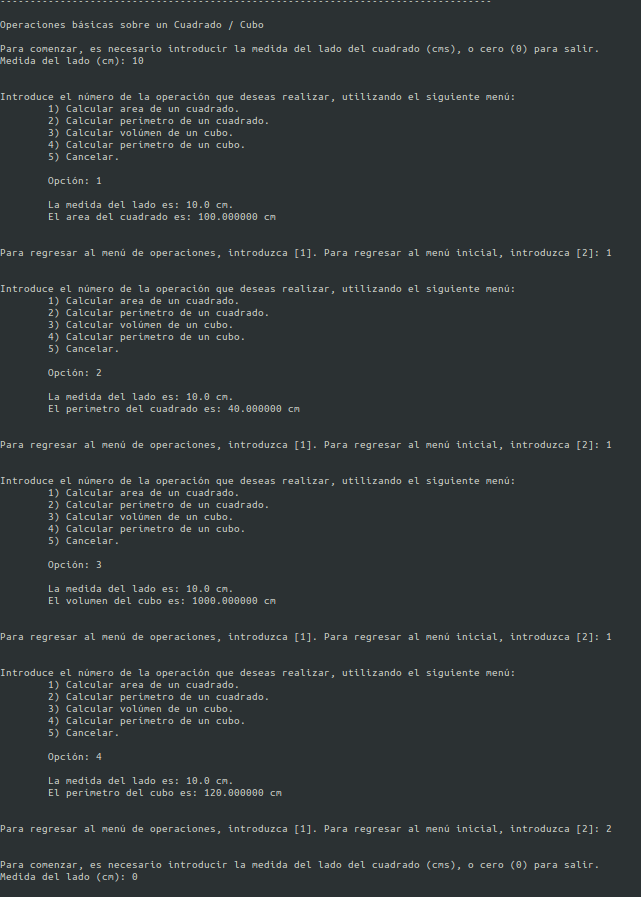 ----------------------------------------------------------------------------------
Operaciones básicas sobre un Cuadrado / Cubo
Para comenzar, es necesario introducir la medida del lado del cuadrado (cms), o cero (0) para salir.
Medida del lado (cm): 10
Introduce el número de la operación que deseas realizar, utilizando el siguiente menú:
1) Calcular area de un cuadrado.
2) Calcular perimetro de un cuadrado.
3) Calcular volúmen de un cubo.
4) Calcular perimetro de un cubo.
5) Cancelar.
Opción: 1
La medida del lado es: 10.0 cm.
El area del cuadrado es: 100.000000 cm
Para regresar al menú de operaciones, introduzca [1]. Para regresar al menú inicial, introduzca [2]: 1
Introduce el número de la operación que deseas realizar, utilizando el siguiente menú:
1) Calcular area de un cuadrado.
2) Calcular perimetro de un cuadrado.
3) Calcular volúmen de un cubo.
4) Calcular perimetro de un cubo.
5) Cancelar.
Opción: 2
La medida del lado es: 10.0 cm.
El perimetro del cuadrado es: 40.000000 cm
Para regresar al menú de operaciones, introduzca [1]. Para regresar al menú inicial, introduzca [2]: 1
Introduce el número de la operación que deseas realizar, utilizando el siguiente menú:
1) Calcular area de un cuadrado.
2) Calcular perimetro de un cuadrado.
3) Calcular volúmen de un cubo.
4) Calcular perimetro de un cubo.
5) Cancelar.
Opción: 3
La medida del lado es: 10.0 cm.
El volumen del cubo es: 1000.000000 cm
Para regresar al menú de operaciones, introduzca [1]. Para regresar al menú inicial, introduzca [2]: 1
Introduce el número de la operación que deseas realizar, utilizando el siguiente menú:
1) Calcular area de un cuadrado.
2) Calcular perimetro de un cuadrado.
3) Calcular volúmen de un cubo.
4) Calcular perimetro de un cubo.
5) Cancelar.
Opción: 4
La medida del lado es: 10.0 cm.
El perimetro del cubo es: 120.000000 cm
Para regresar al menú de operaciones, introduzca [1]. Para regresar al menú inicial, introduzca [2]: 2
Para comenzar, es necesario introducir la medida del lado del cuadrado (cms), o cero (0) para salir.
Medida del lado (cm): 0